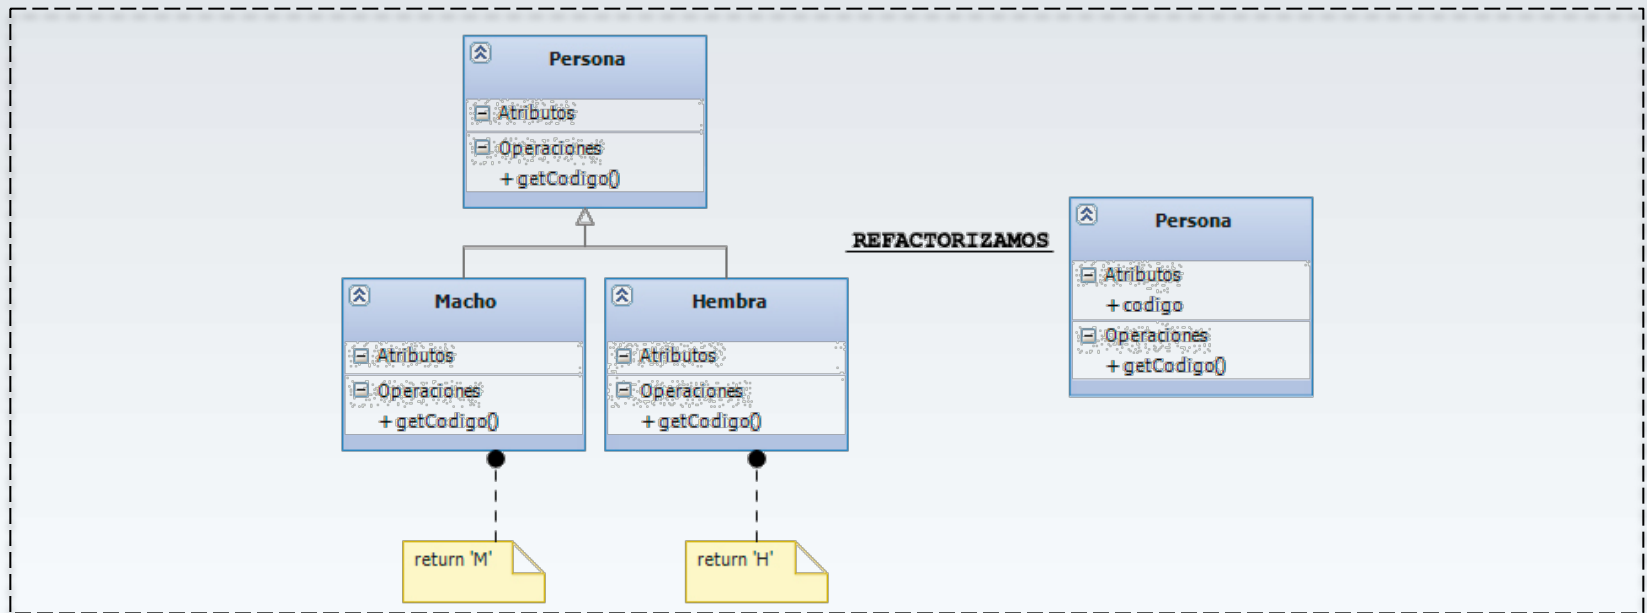 Persona
Atributos
Operaciones
+ getCodigo()
Macho
Atributos
Operaciones
+ getCodigo()
return 'M'
Hembra
Atributos
Operaciones
+ getCodigo()
return 'H'
REFACTORIZAMOS
Persona
Atributos
+ codigo
Operaciones
+ getCodigo()